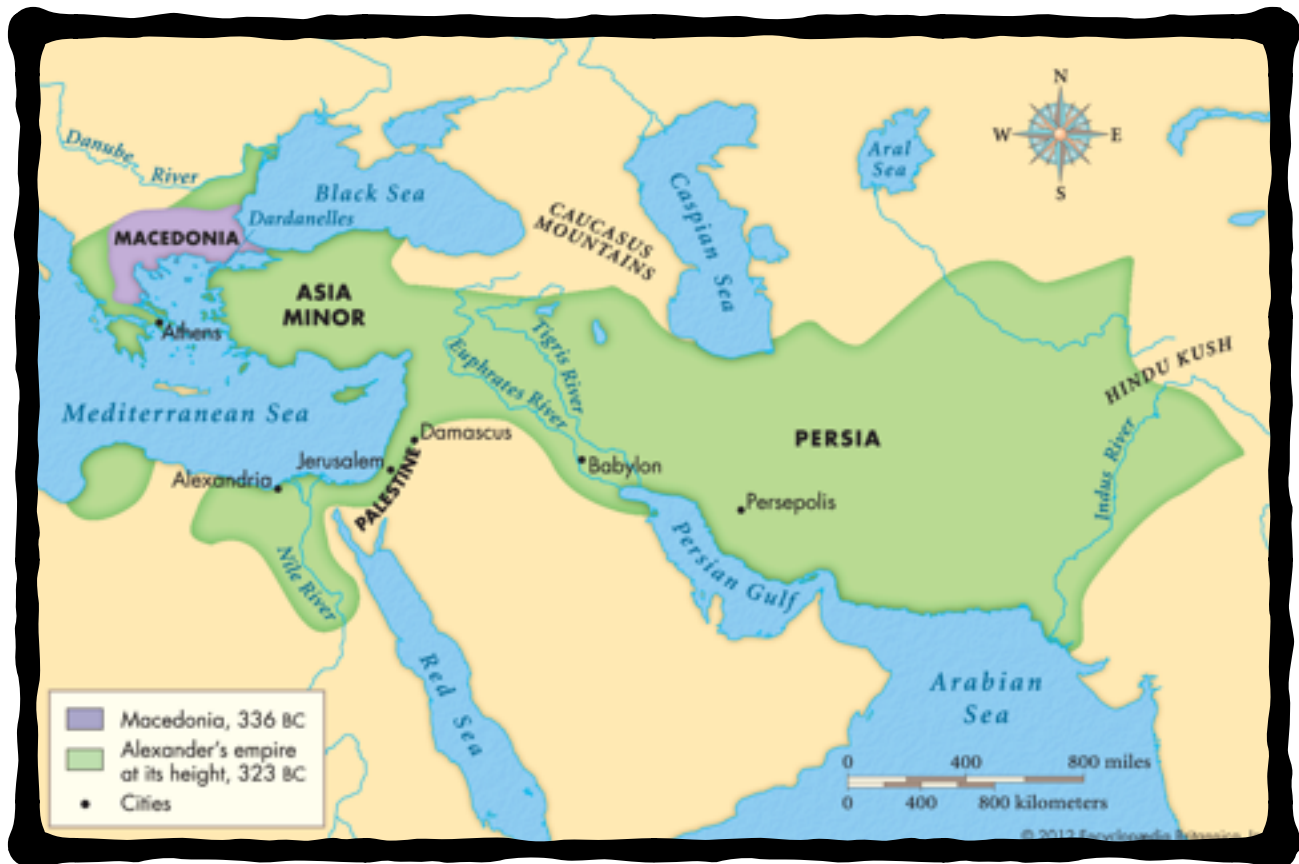 N
W E
S
Danube
River
Black Sea
Dardanelles
MACEDONIA
Aral
Sea
Caspian Sea
CAUCASUS
MOUNTAINS
ASIA
MINOR
Athens
Tigris River
Euphrates River
HINDU KUSH
Mediterranean Sea
Damascus
PERSIA
Jerusalem
Babylon
Alexandria
PALESTINE
Persepolis
Indus River
Nile River
Persian Gulf
Red Sea
Arabian
Sea
Macedonia, 336 BC
Alexander's empire
at its height, 323 BC
Cities
0 400 800 miles
0 400 800 kilometers
© 2012 Encyclopædia Britannica, I